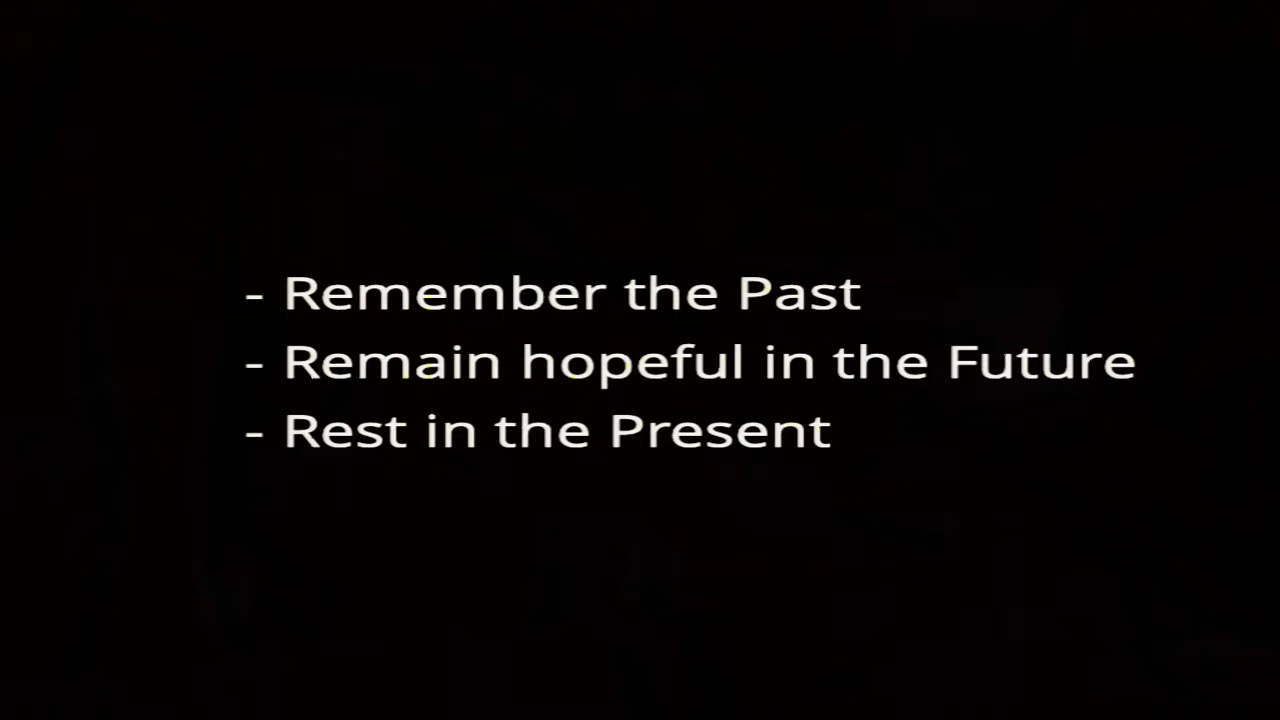 - Remember the Past
- Remain hopeful in the Future
- Rest in the Present